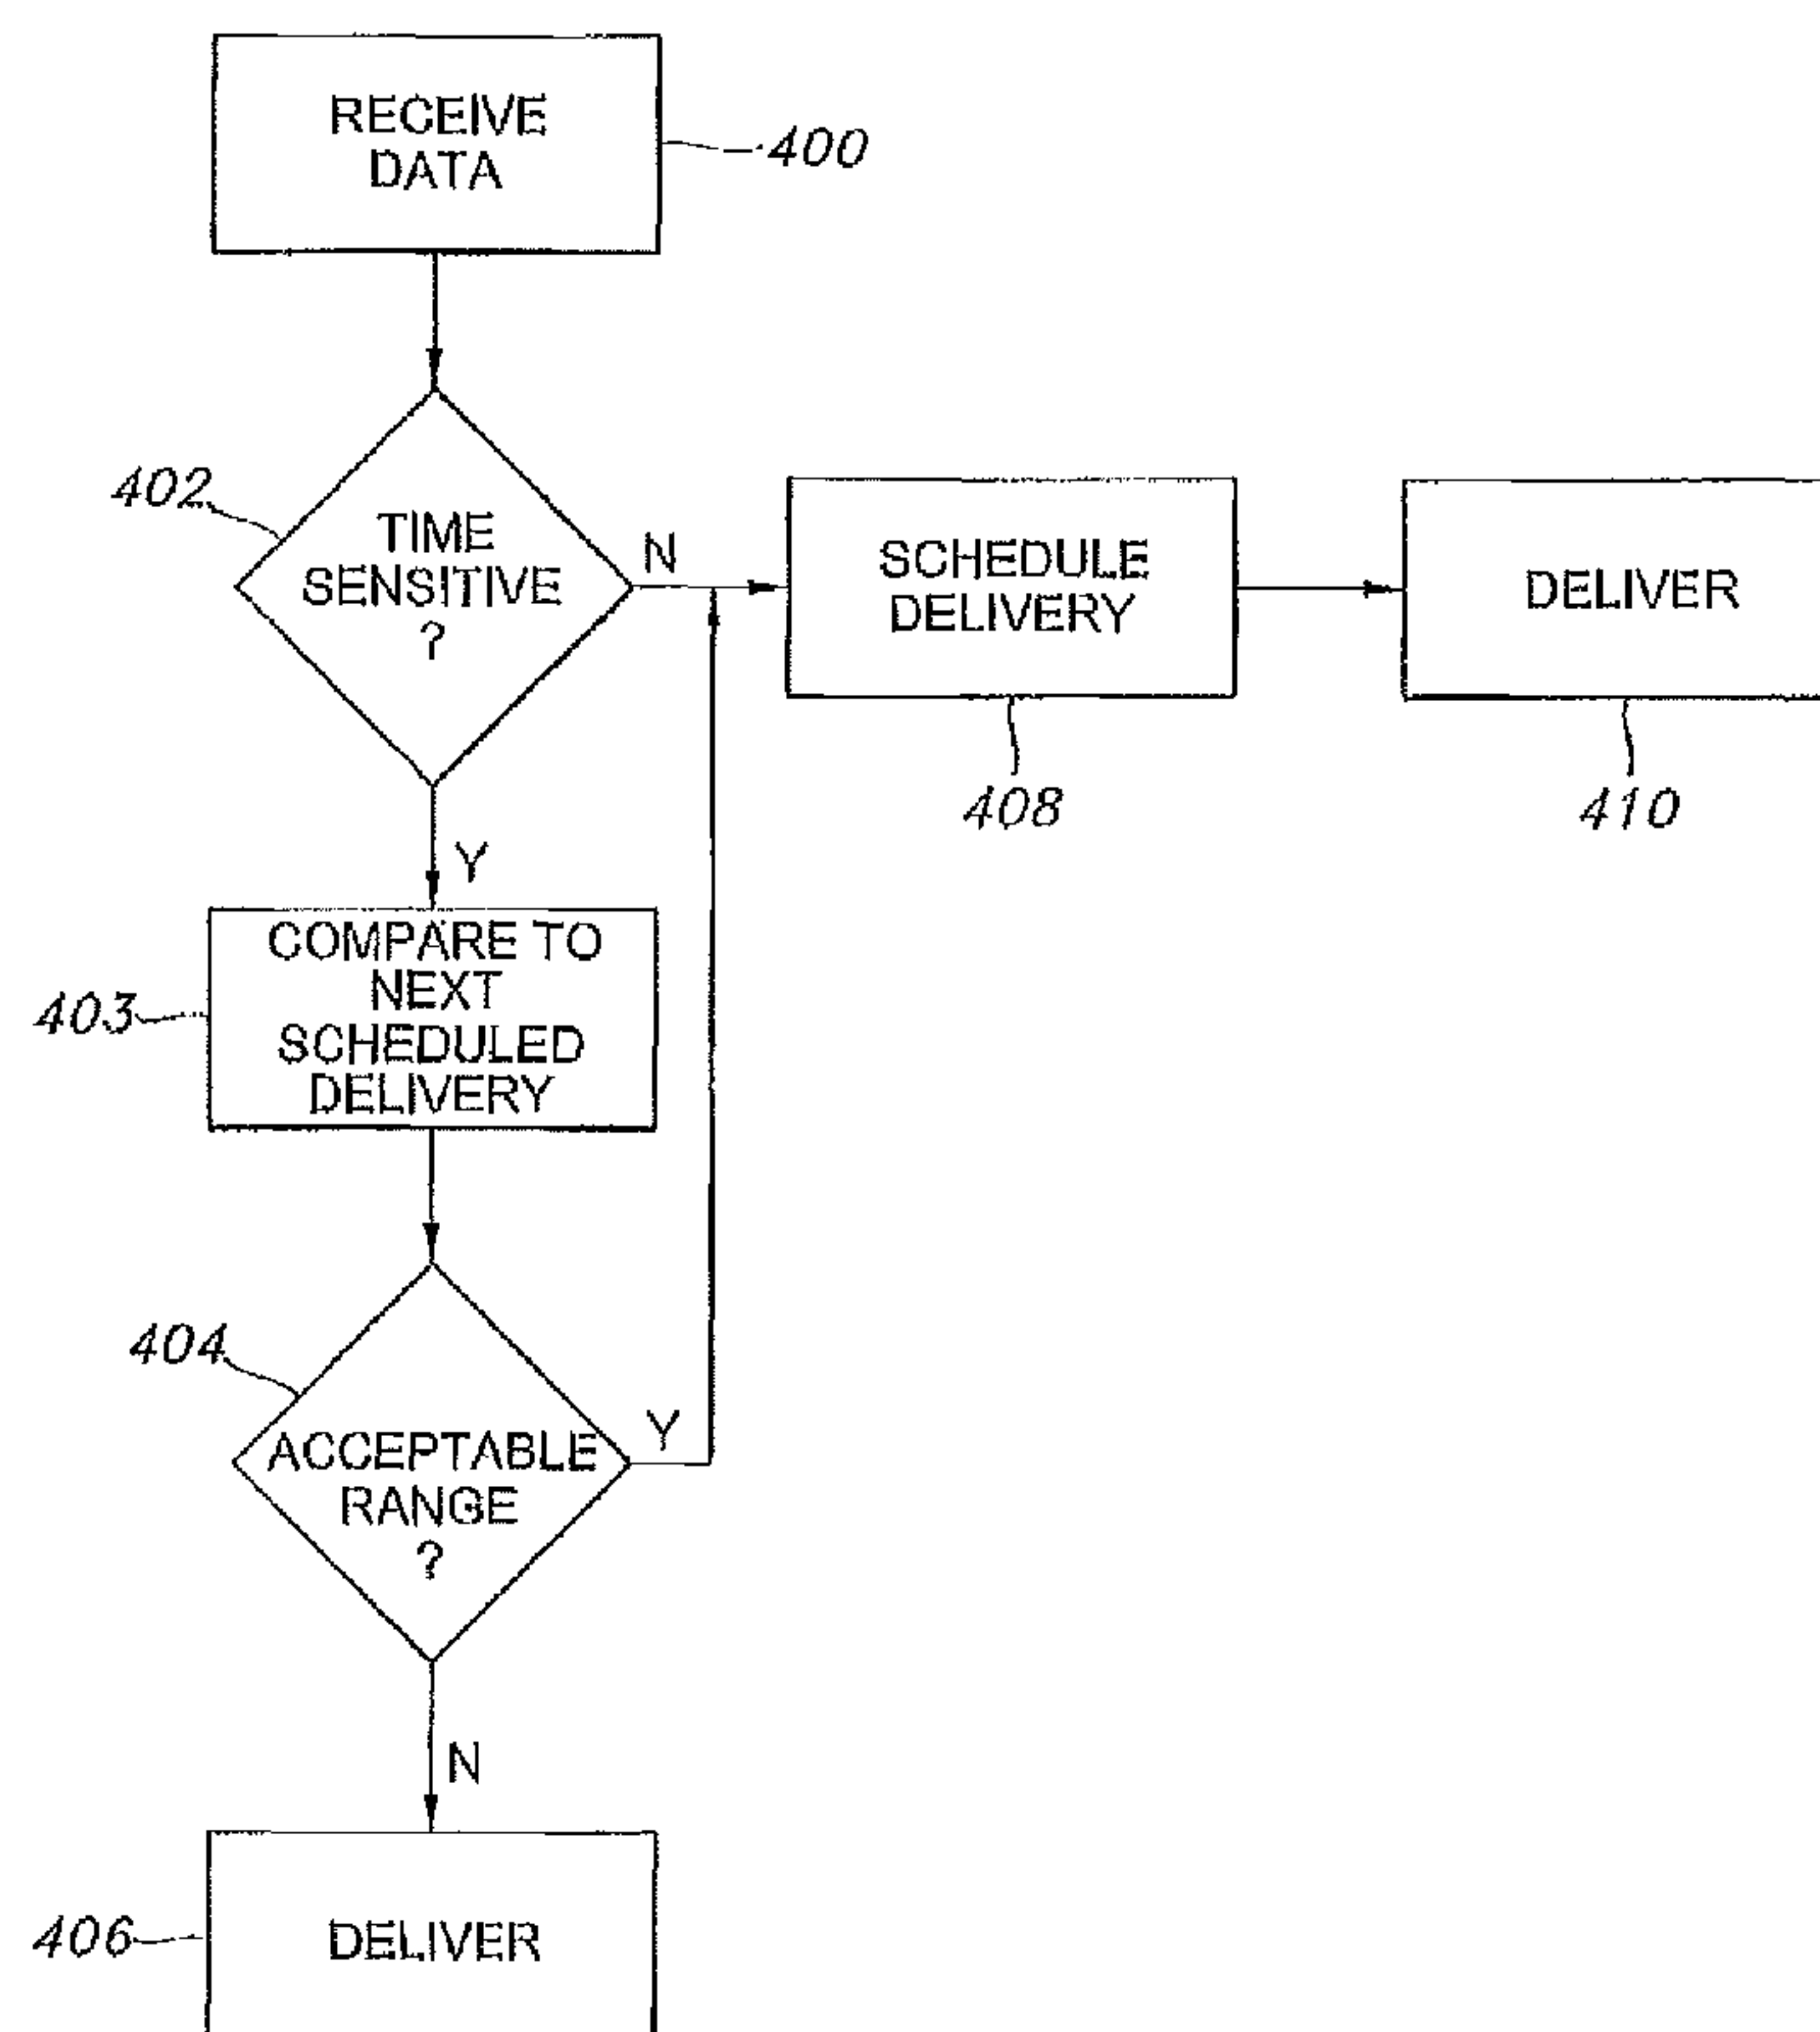 RECEIVE
DATA
400
402
TIME
SENSITIVE
?
N
SCHEDULE
DELIVERY
408
DELIVER
410
Y
COMPARE TO
NEXT
SCHEDULED
DELIVERY
403
404
ACCEPTABLE
RANGE
?
Y
N
406
DELIVER